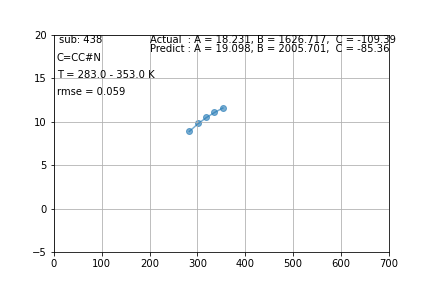 sub: 438
Actual : A = 18.231, B = 1626.717, C = -109.39
Predict : A = 19.098, B = 2005.701, C = -85.36
C=CC#N
T = 283.0 - 353.0 K
rmse = 0.059
20
15
10
5
0
−5
0 100 200 300 400 500 600 700